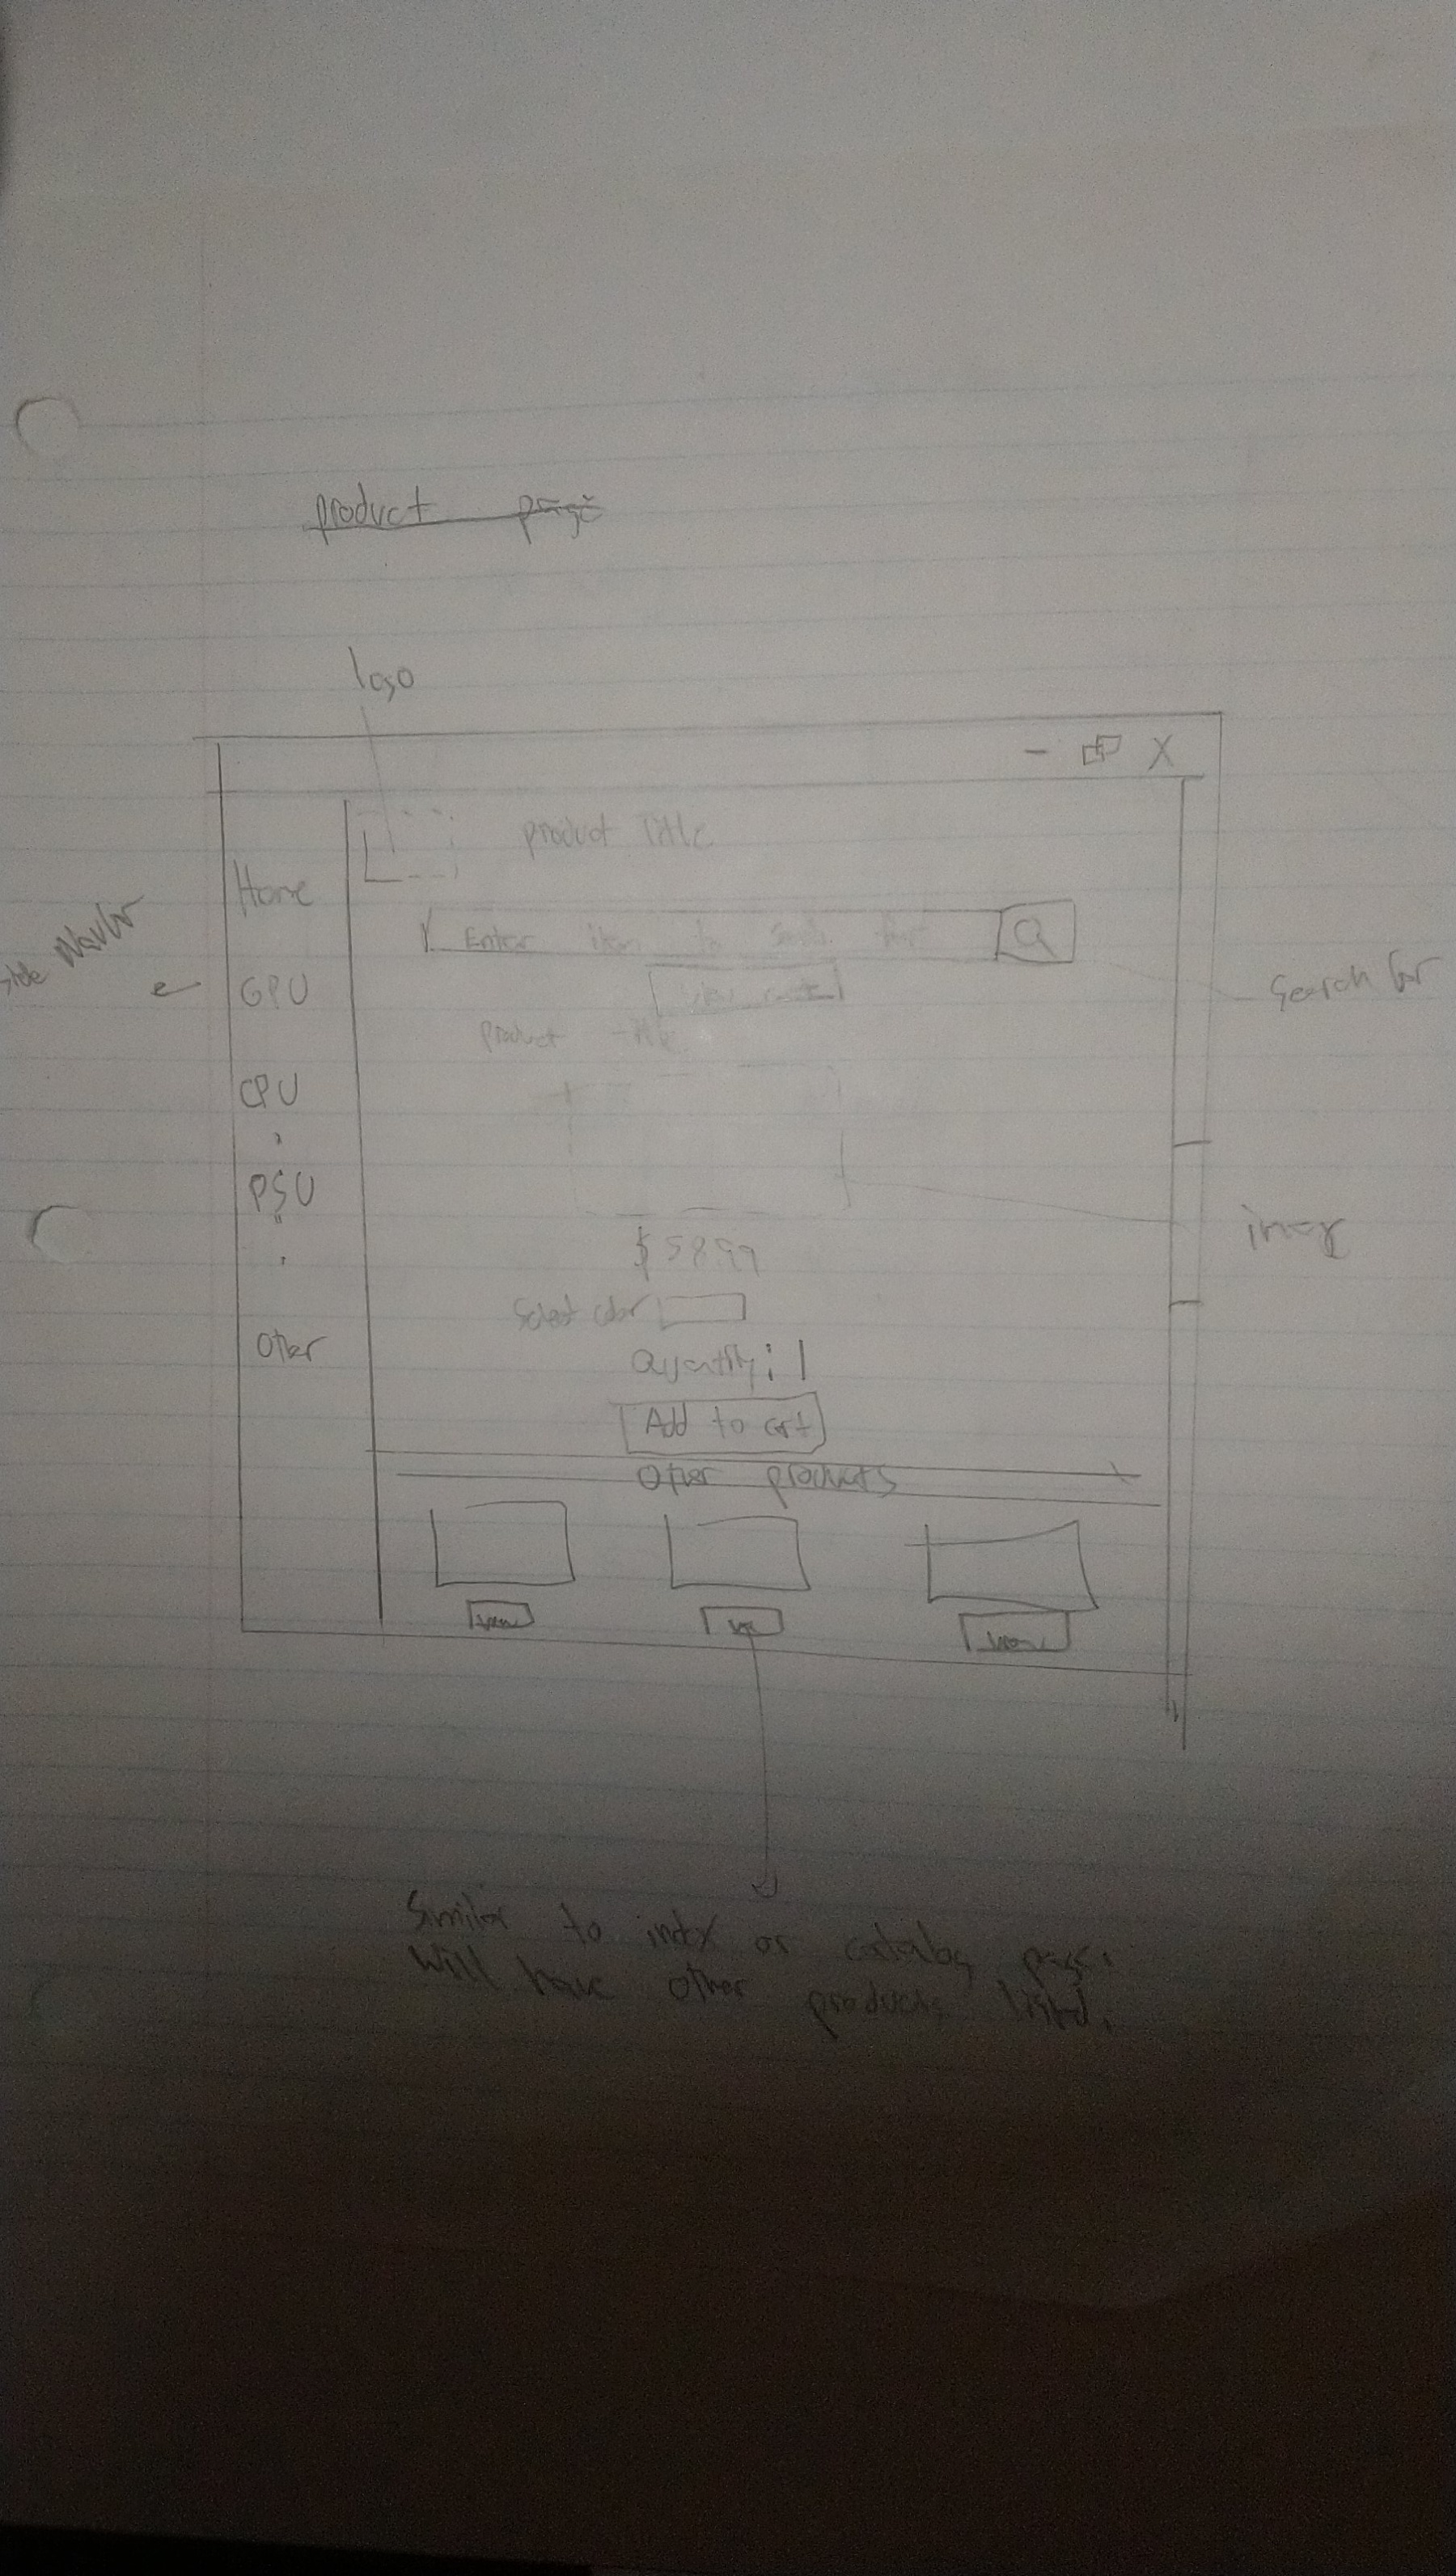 product page
logo
- X
product Title
Home
Enter item to search for
side Navbar
GPU
Search bar
view cart
product title
CPU
PSU
image
$58.99
Select color
Quantity: 1
Other
Add to cart
Other products
view view view
Similar to index or catalog page.
Will have other products listed.